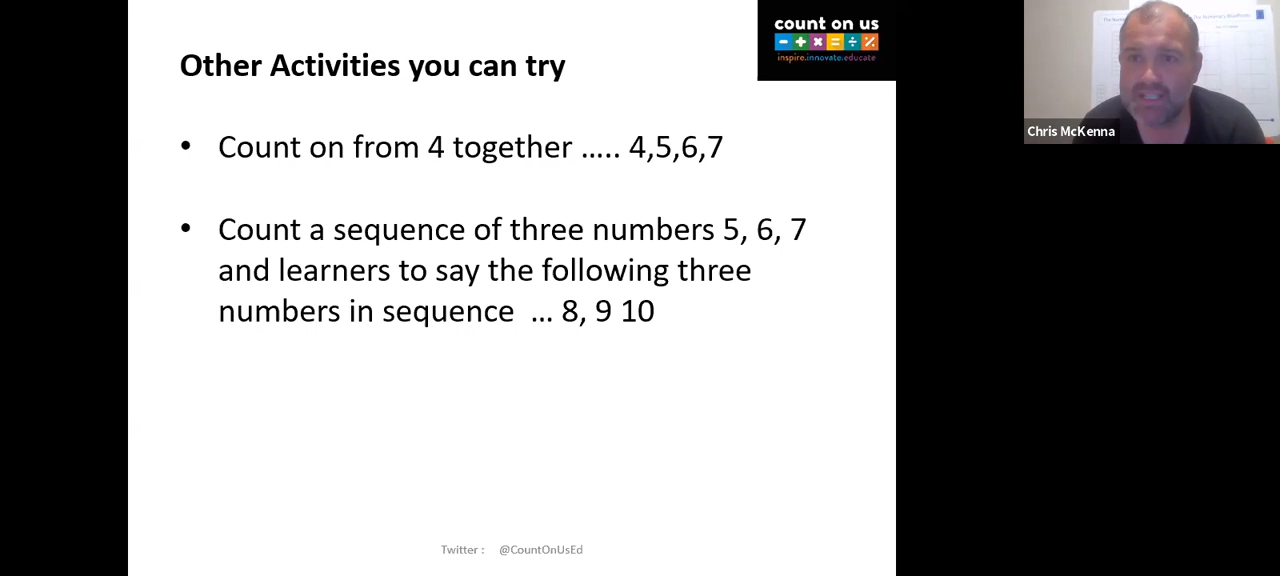 Other Activities you can try
count on us
inspire.innovate.educate
Chris McKenna
• Count on from 4 together ..... 4,5,6,7
• Count a sequence of three numbers 5, 6, 7
and learners to say the following three
numbers in sequence ... 8, 9 10
Twitter : @CountOnUsEd